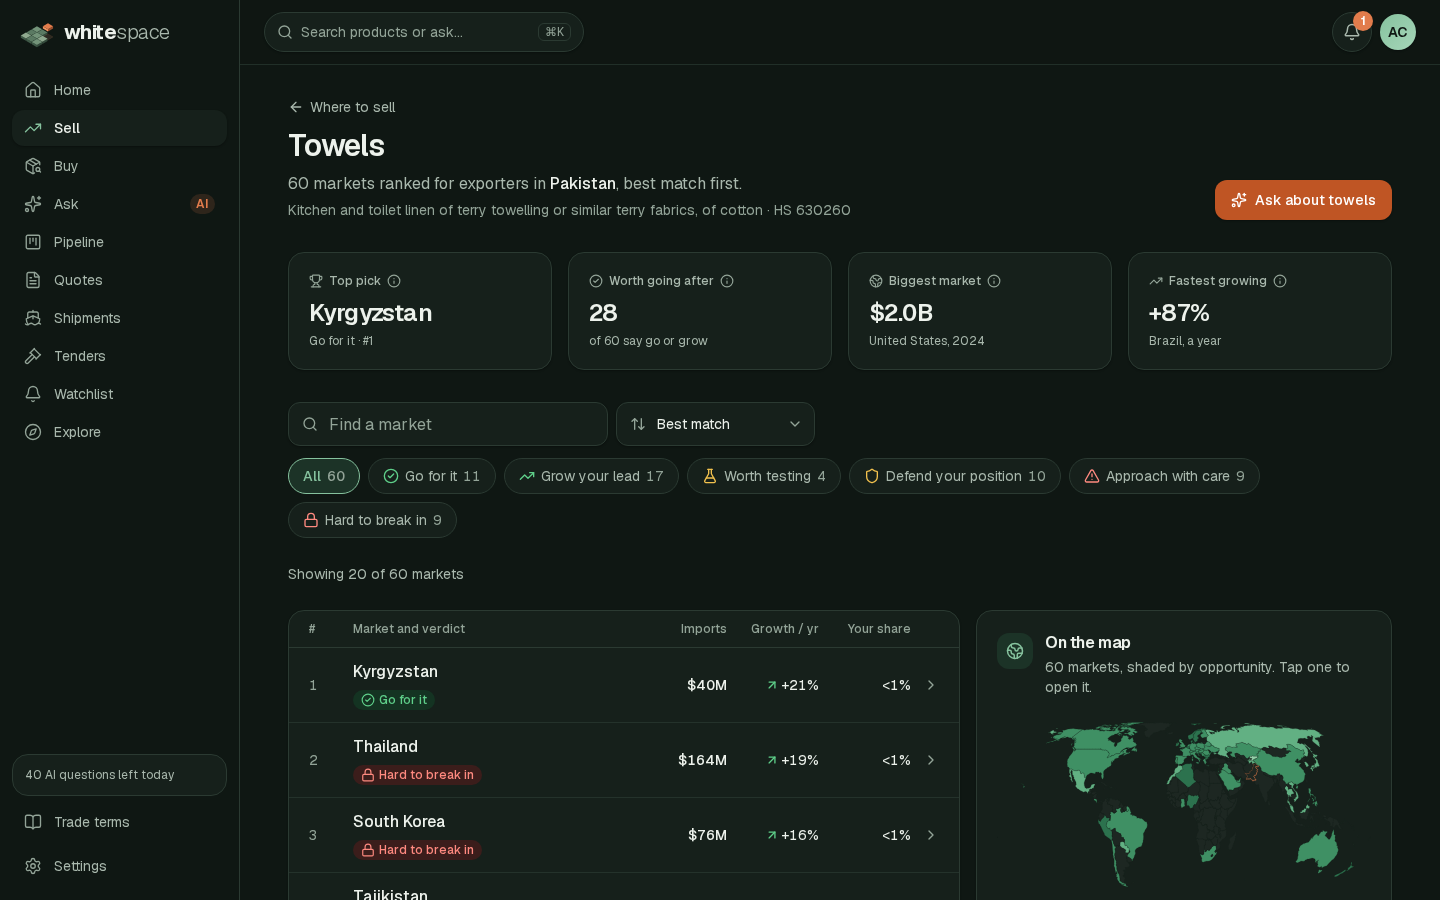 whitespace
Search products or ask... ⌘K
1
AC
Home
Sell
Buy
Ask AI
Pipeline
Quotes
Shipments
Tenders
Watchlist
Explore
40 AI questions left today
Trade terms
Settings
Where to sell
Towels
60 markets ranked for exporters in Pakistan, best match first.
Kitchen and toilet linen of terry towelling or similar terry fabrics, of cotton · HS 630260
Ask about towels
Top pick
Kyrgyzstan
Go for it · #1
Worth going after
28
of 60 say go or grow
Biggest market
$2.0B
United States, 2024
Fastest growing
+87%
Brazil, a year
Find a market
Best match
All 60
Go for it 11
Grow your lead 17
Worth testing 4
Defend your position 10
Approach with care 9
Hard to break in 9
Showing 20 of 60 markets
# Market and verdict Imports Growth / yr Your share
1 Kyrgyzstan $40M +21% <1%
Go for it
2 Thailand $164M +19% <1%
Hard to break in
3 South Korea $76M +16% <1%
Hard to break in
Tajikistan
On the map
60 markets, shaded by opportunity. Tap one to
open it.